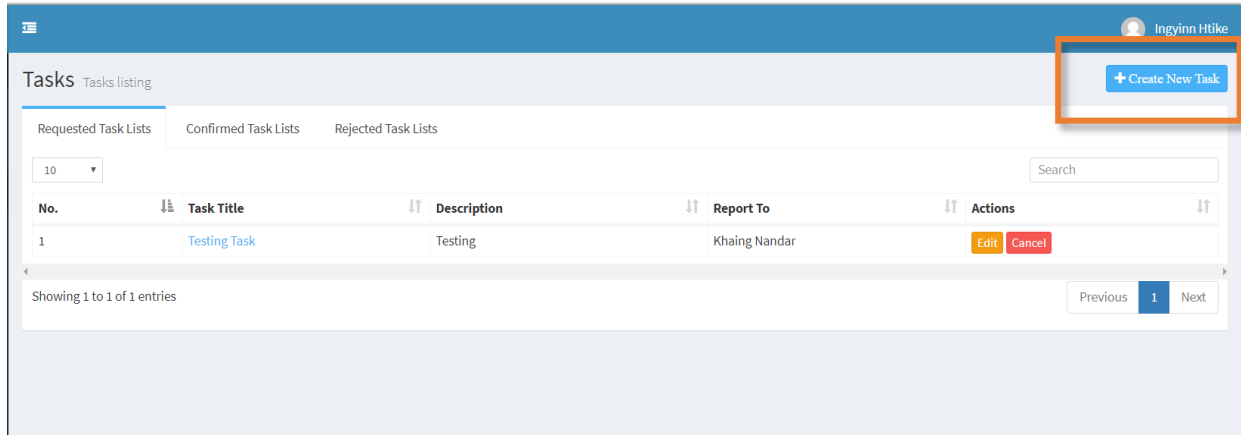 Ingyinn Htike
Tasks Tasks listing
Create New Task
Requested Task Lists Confirmed Task Lists Rejected Task Lists
10 Search
No. Task Title Description Report To Actions
1 Testing Task Testing Khaing Nandar Edit Cancel
Showing 1 to 1 of 1 entries Previous 1 Next